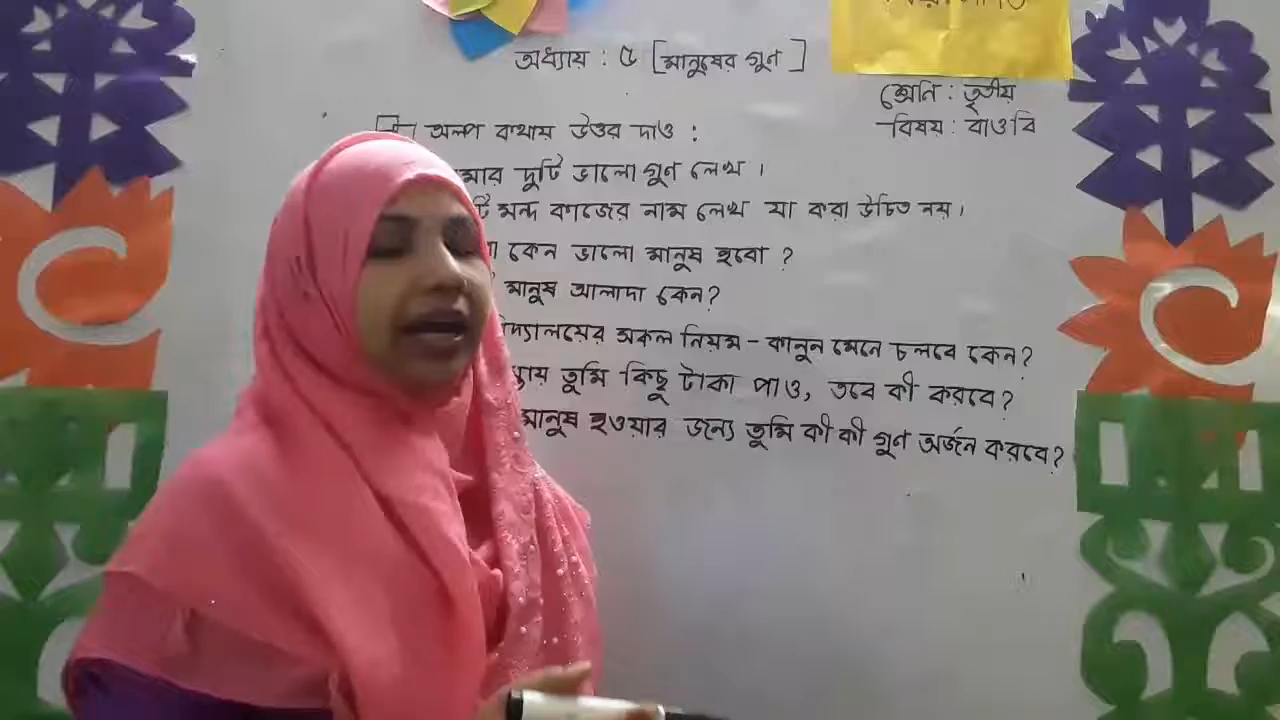 অধ্যায় : ৫ [মানুষের গুণ]
শ্রেনি : তৃতীয়
বিষয় : বাওবি
অল্প কথায় উত্তর দাও :
মার দুটি ভালো গুণ লেখ ।
টি মন্দ কাজের নাম লেখ যা করা উচিত নয় ।
কেন ভালো মানুষ হবো ?
মানুষ আলাদা কেন?
িদ্যালয়ের সকল নিয়ম - কানুন মেনে চলবে কেন?
ায় তুমি কিছু টাকা পাও, তবে কী করবে?
মানুষ হওয়ার জন্যে তুমি কী কী গুণ অর্জন করবে?